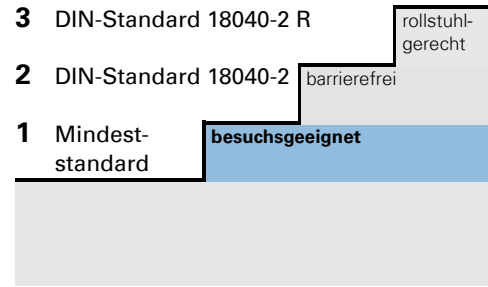 3 DIN-Standard 18040-2 R
rollstuhl-
gerecht
2 DIN-Standard 18040-2
barrierefrei
1 Mindest-
standard
besuchsgeeignet